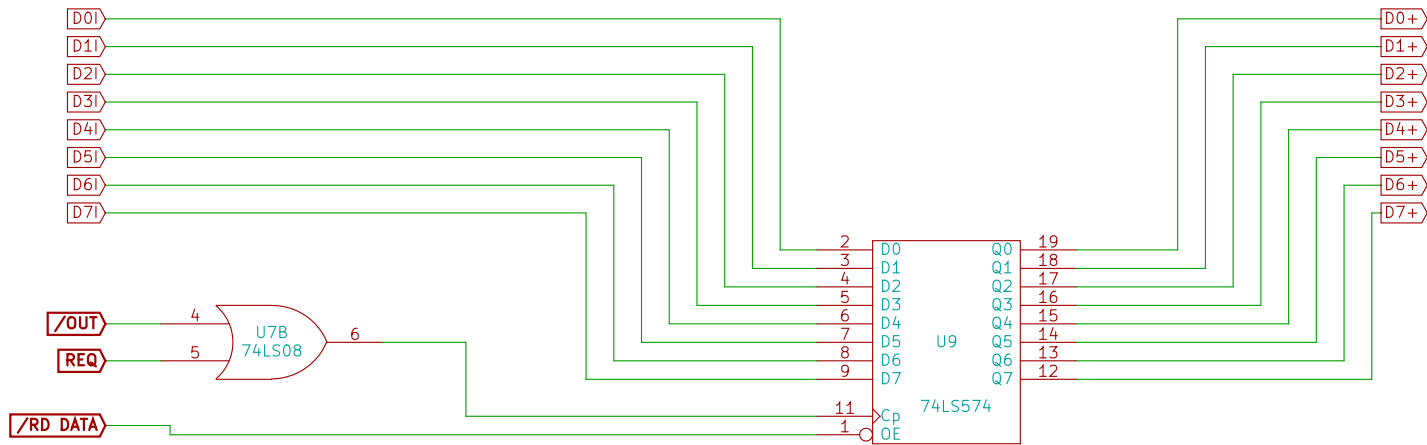 D0I D0+
D1I D1+
D2I D2+
D3I D3+
D4I D4+
D5I D5+
D6I D6+
D7I D7+
2 D0 Q0 19
3 D1 Q1 18
4 D2 Q2 17
5 D3 Q3 16
/OUT 4 6 D4 Q4 15
U7B 6 7 D5 U9 Q5 14
74LS08
REQ 5 8 D6 Q6 13
9 D7 Q7 12
74LS574
11 Cp
/RD DATA 1 OE